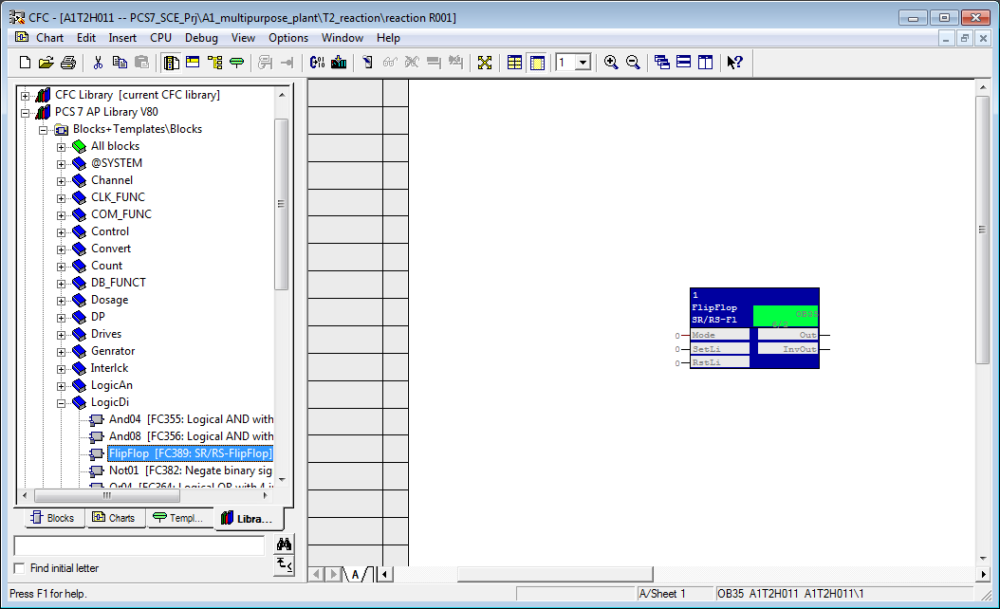 CFC - [A1T2H011 -- PCS7_SCE_Prj\A1_multipurpose_plant\T2_reaction\reaction R001]
Chart Edit Insert CPU Debug View Options Window Help
1
CFC Library [current CFC library]
PCS 7 AP Library V80
Blocks+Templates\Blocks
All blocks
@SYSTEM
Channel
CLK_FUNC
COM_FUNC
Control
Convert
Count
DB_FUNCT
Dosage
DP
Drives
Genrator
Interlck
LogicAn
LogicDi
And04 [FC355: Logical AND with
And08 [FC356: Logical AND with
FlipFlop [FC389: SR/RS-FlipFlop]
Not01 [FC382: Negate binary sig
Or04 [FC364: Logical OR with 4 i
Blocks Charts Templ... Libra...
Find initial letter
1
FlipFlop
SR/RS-Fl
OB35
0 Mode Out
0 SetLi InvOut
0 RstLi
A
Press F1 for help.
A/Sheet 1
OB35 A1T2H011 A1T2H011\1